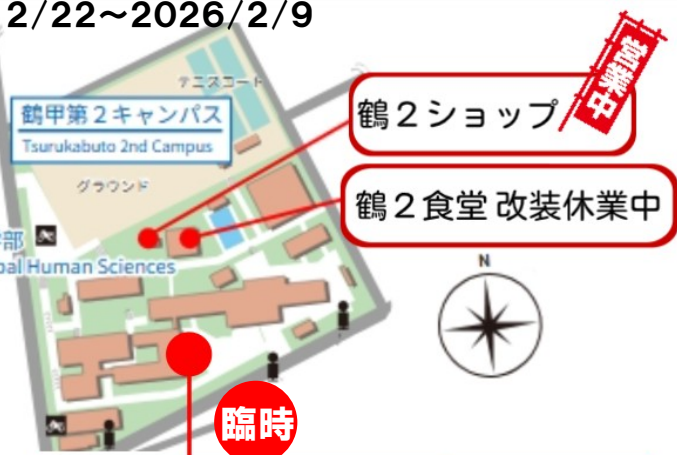 2/22～2026/2/9
テニスコート
鶴甲第２キャンパス
Tsurukabuto 2nd Campus
鶴２ショップ
営業中
グラウンド
鶴２食堂 改装休業中
部
bal Human Sciences
N
臨時